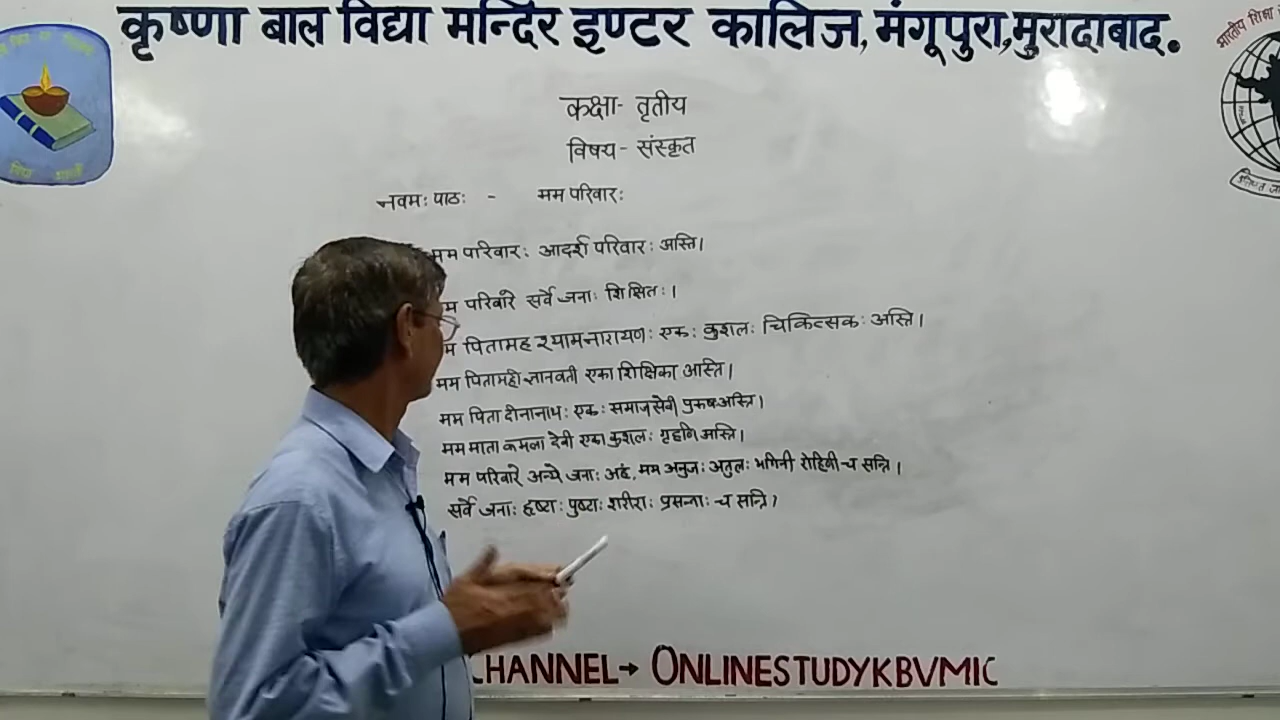 कृष्णा बाल विद्या मन्दिर इण्टर कालिज, मंगूपुरा,मुरादाबाद.
भारतीय शिक्षा
कक्षा- तृतीय
विषय- संस्कृत
नवम: पाठ: - मम परिवार:
मम परिवार: आदर्श परिवार: अस्ति।
म परिवारे सर्वे जना: शिक्षित:।
म पितामह श्यामनारायण: एक: कुशल: चिकित्सक: अस्ति।
मम पितामही ज्ञानवती एका शिक्षिका अस्ति।
मम पिता दीनानाथ: एक: समाजसेवी पुरुष:अस्ति।
मम माता कमला देवी एका कुशल: गृहणि अस्ति।
मम परिवारे अन्ये जना: अहं, मम अनुज: अतुल: भगिनी रोहिणी च सन्ति।
सर्वे जना: हृष्टा: पुष्टा: शरीरा: प्रसन्ना: च सन्ति?
CHANNEL→ ONLINESTUDYKBVMIC